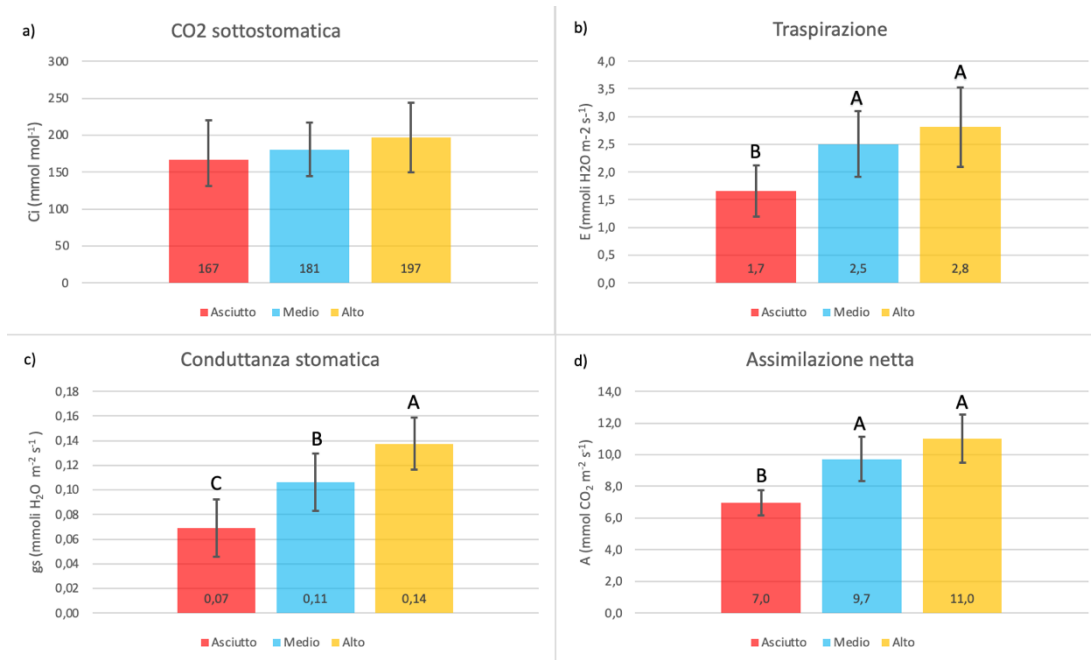 a)
CO2 sottostomatica
Ci (mmol mol⁻¹)
300
250
200
150
100
50
0
167
181
197
Asciutto Medio Alto
b)
Traspirazione
E (mmoli H2O m-2 s⁻¹)
4,0
3,5
3,0
2,5
2,0
1,5
1,0
0,5
0,0
B
A
A
1,7
2,5
2,8
Asciutto Medio Alto
c)
Conduttanza stomatica
gs (mmoli H₂O m⁻² s⁻¹)
0,18
0,16
0,14
0,12
0,10
0,08
0,06
0,04
0,02
0,00
C
B
A
0,07
0,11
0,14
Asciutto Medio Alto
d)
Assimilazione netta
A (mmol CO₂ m⁻² s⁻¹)
14,0
12,0
10,0
8,0
6,0
4,0
2,0
0,0
B
A
A
7,0
9,7
11,0
Asciutto Medio Alto